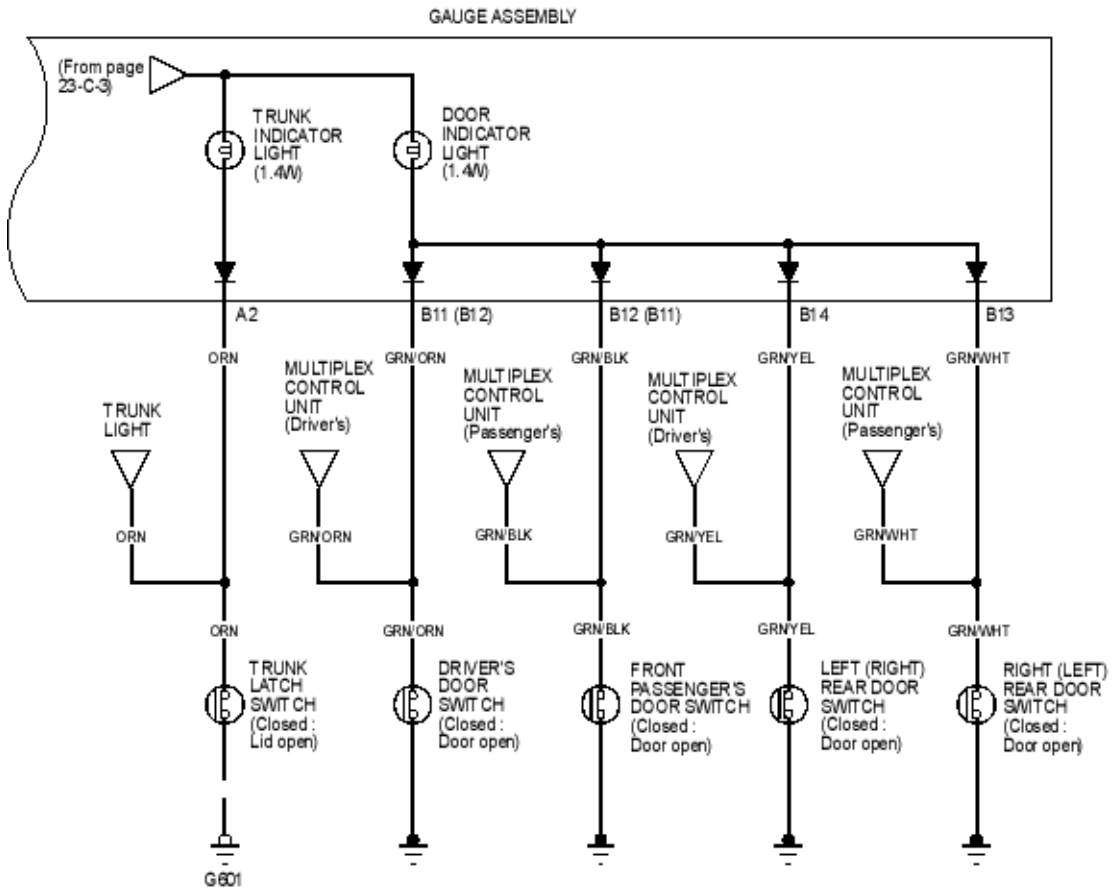 GAUGE ASSEMBLY
(From page
23-C-3)
TRUNK
INDICATOR
LIGHT
(1.4W)
DOOR
INDICATOR
LIGHT
(1.4W)
A2
B11 (B12)
B12 (B11)
B14
B13
ORN
GRN/ORN
GRN/BLK
GRN/YEL
GRN/WHT
TRUNK
LIGHT
MULTIPLEX
CONTROL
UNIT
(Driver's)
MULTIPLEX
CONTROL
UNIT
(Passenger's)
MULTIPLEX
CONTROL
UNIT
(Driver's)
MULTIPLEX
CONTROL
UNIT
(Passenger's)
ORN
GRN/ORN
GRN/BLK
GRN/YEL
GRN/WHT
ORN
GRN/ORN
GRN/BLK
GRN/YEL
GRN/WHT
TRUNK
LATCH
SWITCH
(Closed :
Lid open)
DRIVER'S
DOOR
SWITCH
(Closed :
Door open)
FRONT
PASSENGER'S
DOOR SWITCH
(Closed :
Door open)
LEFT (RIGHT)
REAR DOOR
SWITCH
(Closed :
Door open)
RIGHT (LEFT)
REAR DOOR
SWITCH
(Closed :
Door open)
G601